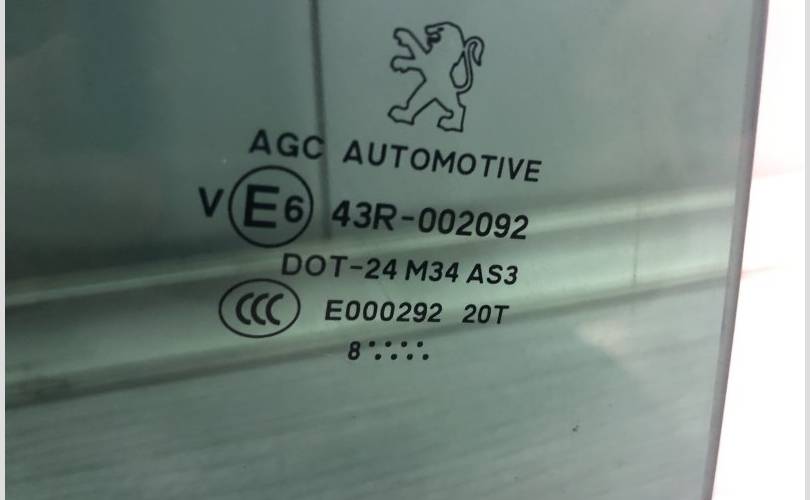 AGC AUTOMOTIVE
V E6 43R-002092
DOT-24 M34 AS3
CCC E000292 20T
8